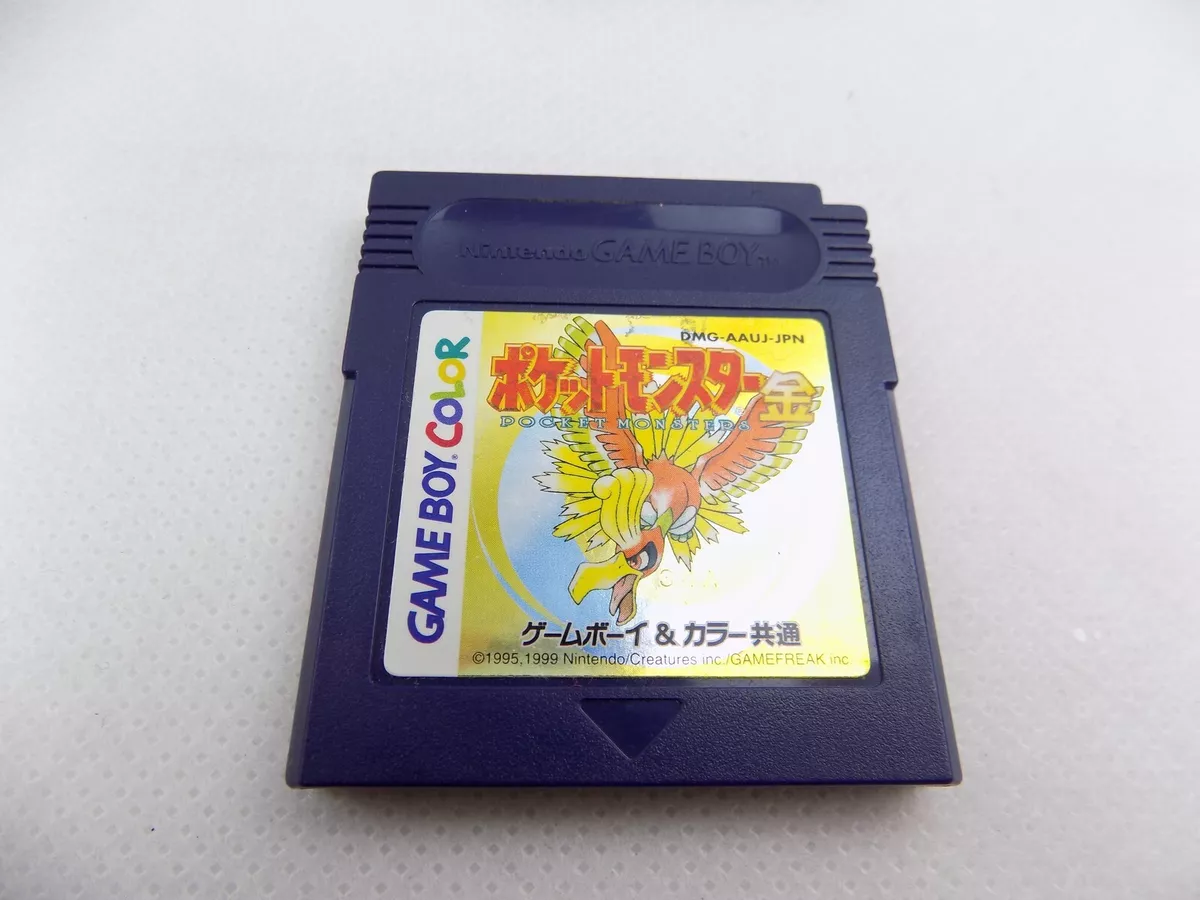 Nintendo GAME BOY TM
GAME BOY® COLOR
DMG-AAUJ-JPN
ポケットモンスター金
POCKET MONSTERS
ゲームボーイ & カラー共通
©1995,1999 Nintendo/Creatures inc./GAMEFREAK inc.